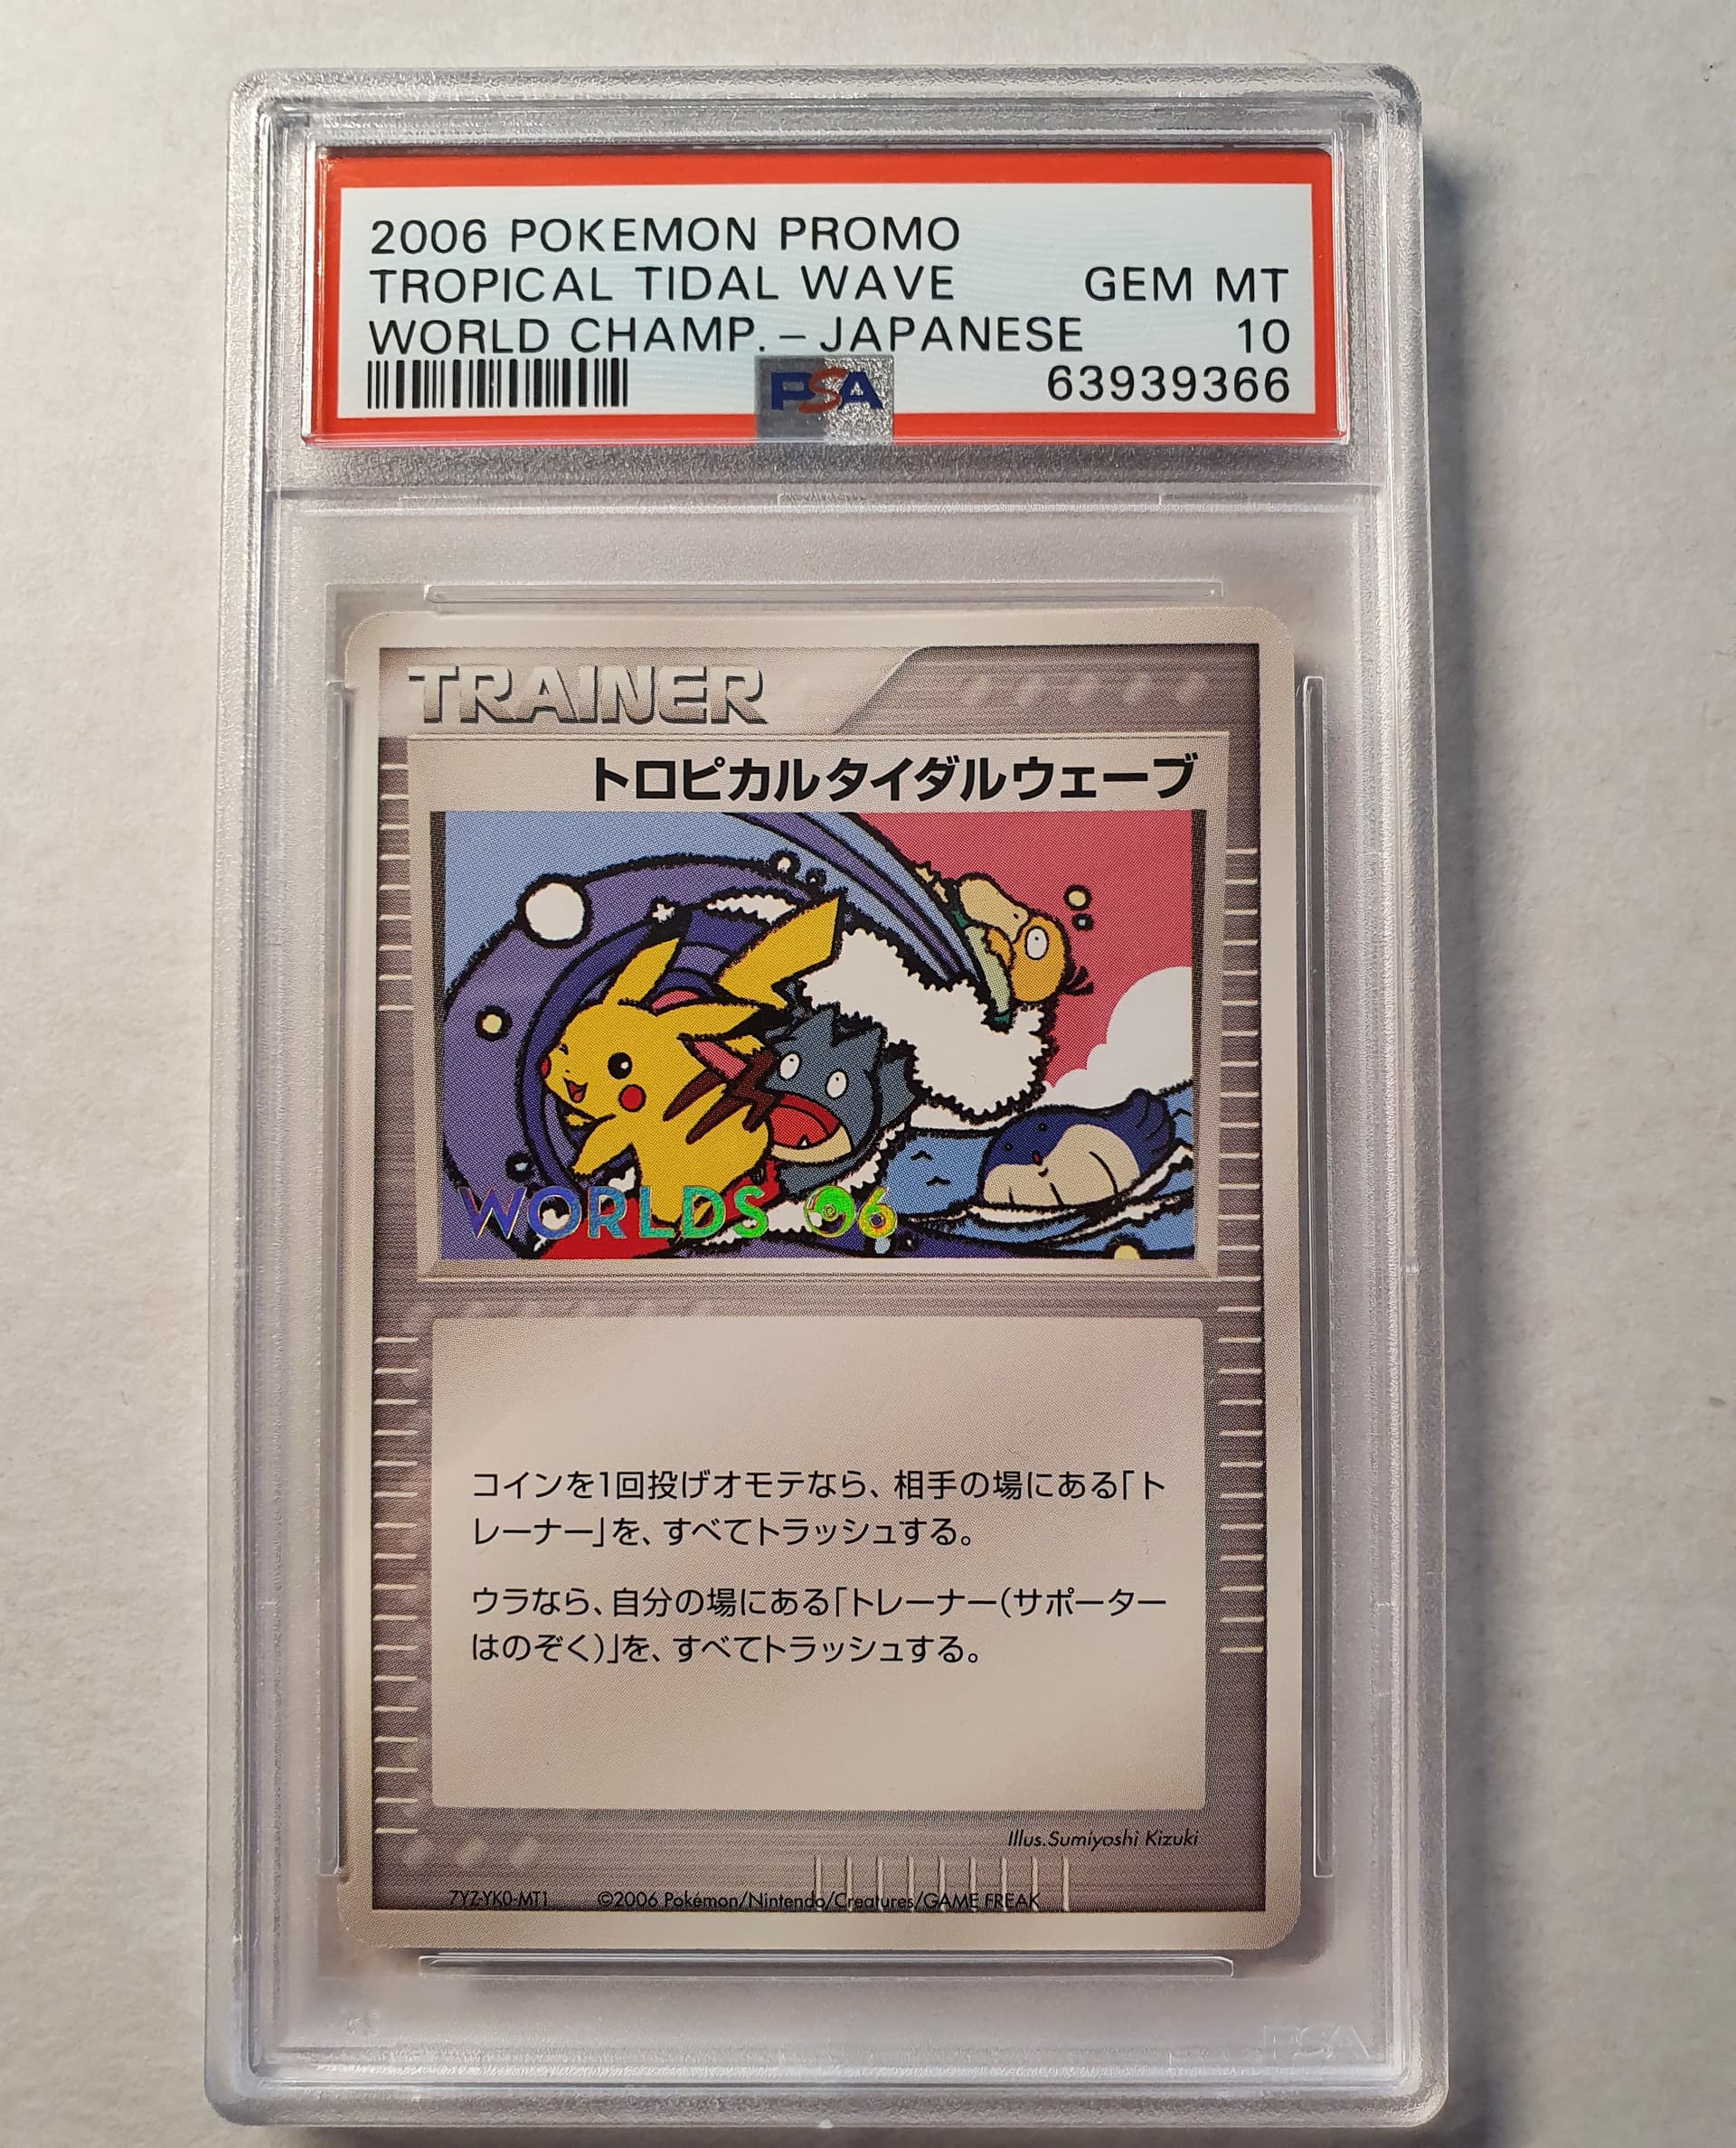 2006 POKEMON PROMO
TROPICAL TIDAL WAVE GEM MT
WORLD CHAMP. – JAPANESE 10
PSA 63939366
TRAINER
トロピカルタイダルウェーブ
WORLDS 06
コインを1回投げオモテなら、相手の場にある「ト
レーナー」を、すべてトラッシュする。
ウラなら、自分の場にある「トレーナー(サポーター
はのぞく)」を、すべてトラッシュする。
Illus.Sumiyoshi Kizuki
7YZ-YK0-MT1 ©2006 Pokémon/Nintendo/Creatures/GAME FREAK
PSA